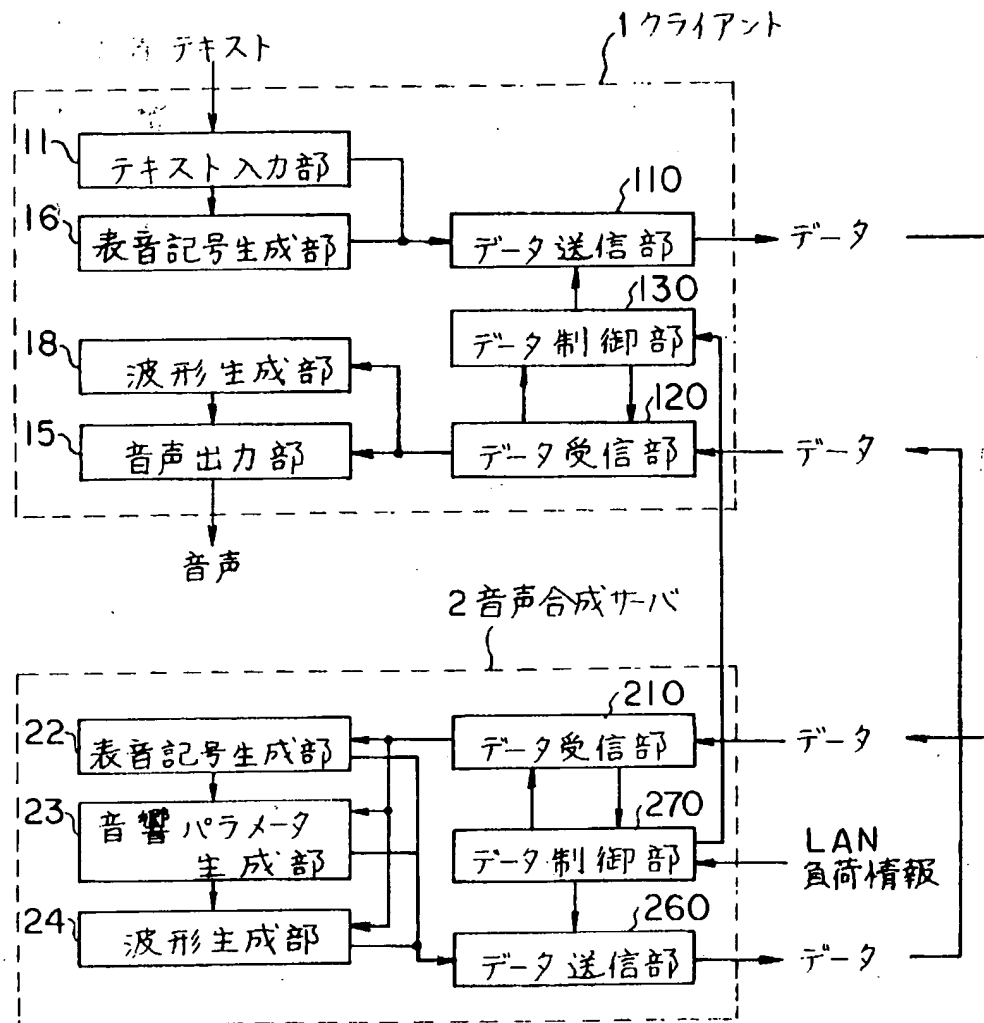 1 クライアント
テキスト
11
テキスト入力部
110
16
表音記号生成部
データ送信部
データ
130
データ制御部
18
波形生成部
120
15
音声出力部
データ受信部
データ
音声
2 音声合成サーバ
210
22
表音記号生成部
データ受信部
データ
23
音響パラメータ
生成部
270
データ制御部
LAN
負荷情報
24
波形生成部
260
データ送信部
データ